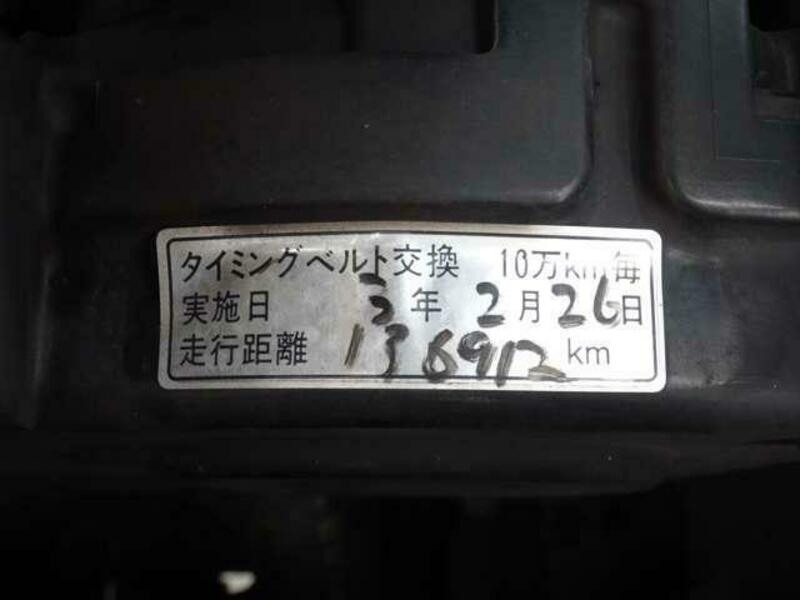 タイミングベルト交換 10万km毎
実施日 3年 2月 26日
走行距離 136912 km